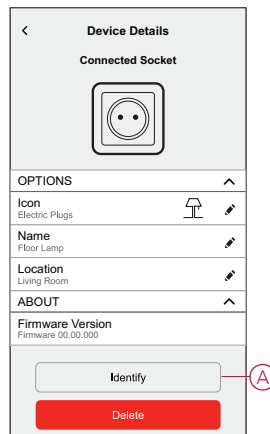 Device Details
Connected Socket
OPTIONS
Icon
Electric Plugs
Name
Floor Lamp
Location
Living Room
ABOUT
Firmware Version
Firmware 00.00.000
Identify
A
Delete